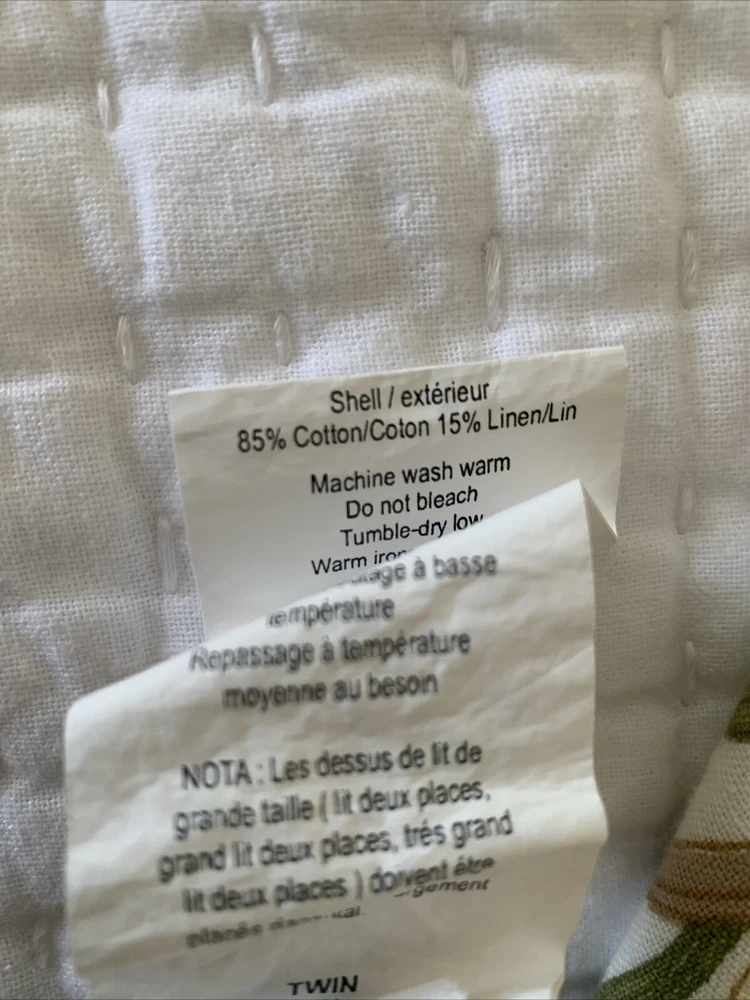 Shell / extérieur
85% Cotton/Coton 15% Linen/Lin
Machine wash warm
Do not bleach
Tumble-dry low
Warm iron
à basse
température
Repassage à température
moyenne au besoin
NOTA : Les dessus de lit de
grande taille ( lit deux places,
grand lit deux places, très grand
lit deux places ) doivent être
TWIN